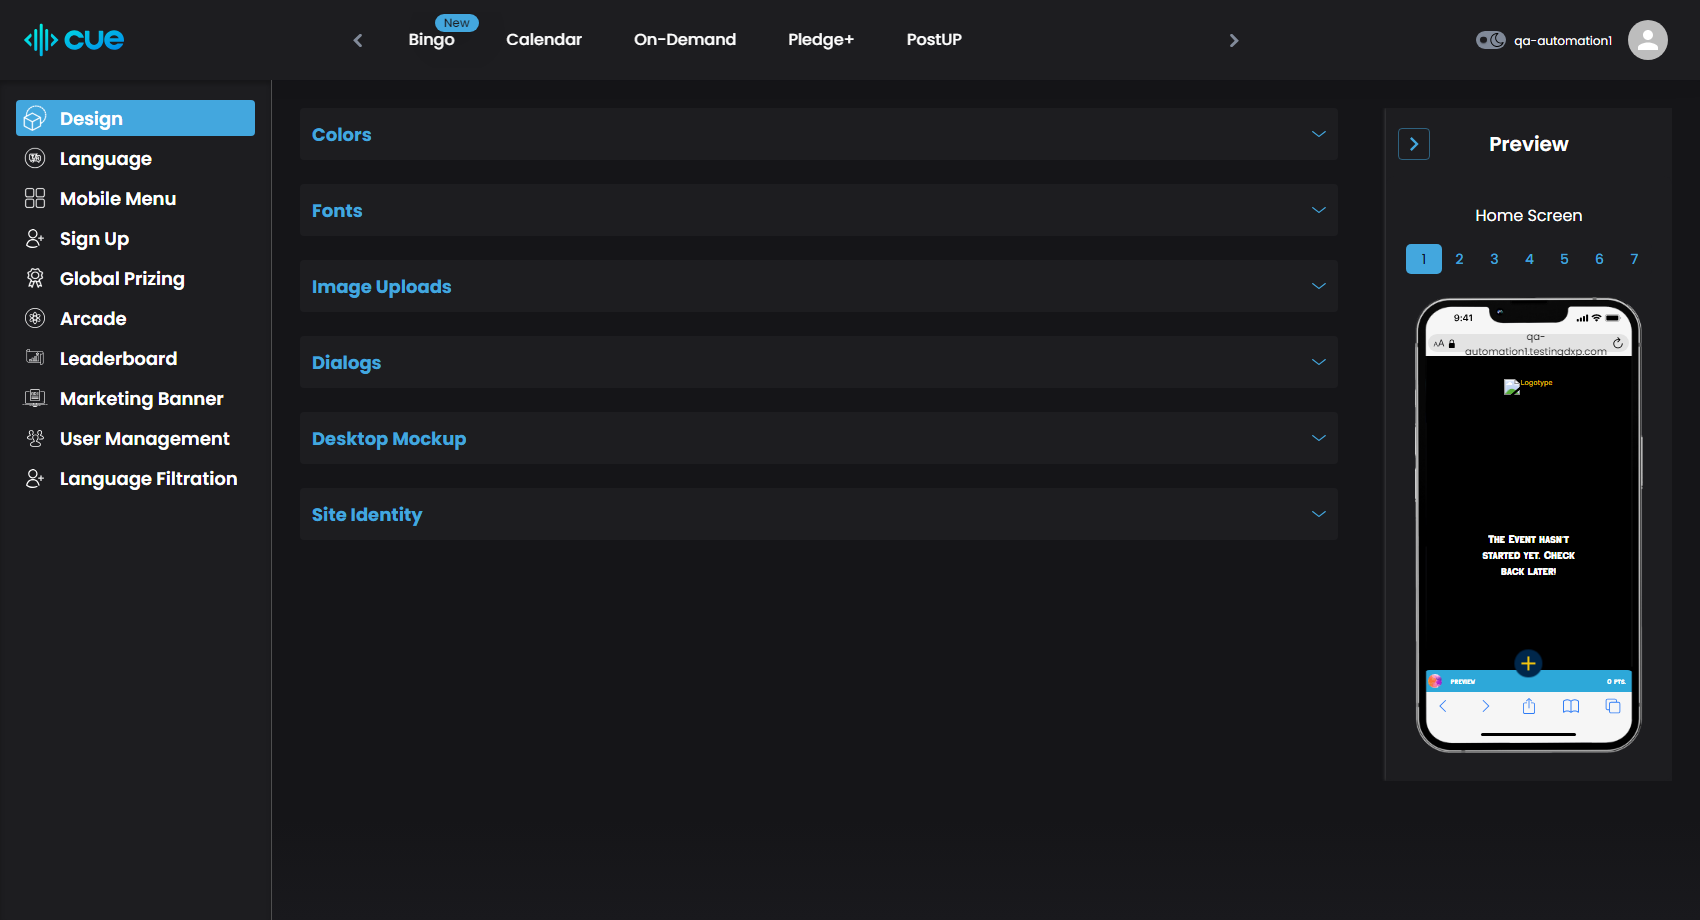 cue
Bingo
New
Calendar
On-Demand
Pledge+
PostUP
qa-automation1
Design
Language
Mobile Menu
Sign Up
Global Prizing
Arcade
Leaderboard
Marketing Banner
User Management
Language Filtration
Colors
Fonts
Image Uploads
Dialogs
Desktop Mockup
Site Identity
Preview
Home Screen
1 2 3 4 5 6 7
9:41
AA
qa-
automation1.testingdxp.com
Logotype
The Event hasn't
started yet. Check
back later!
PREVIEW
0 PTS.